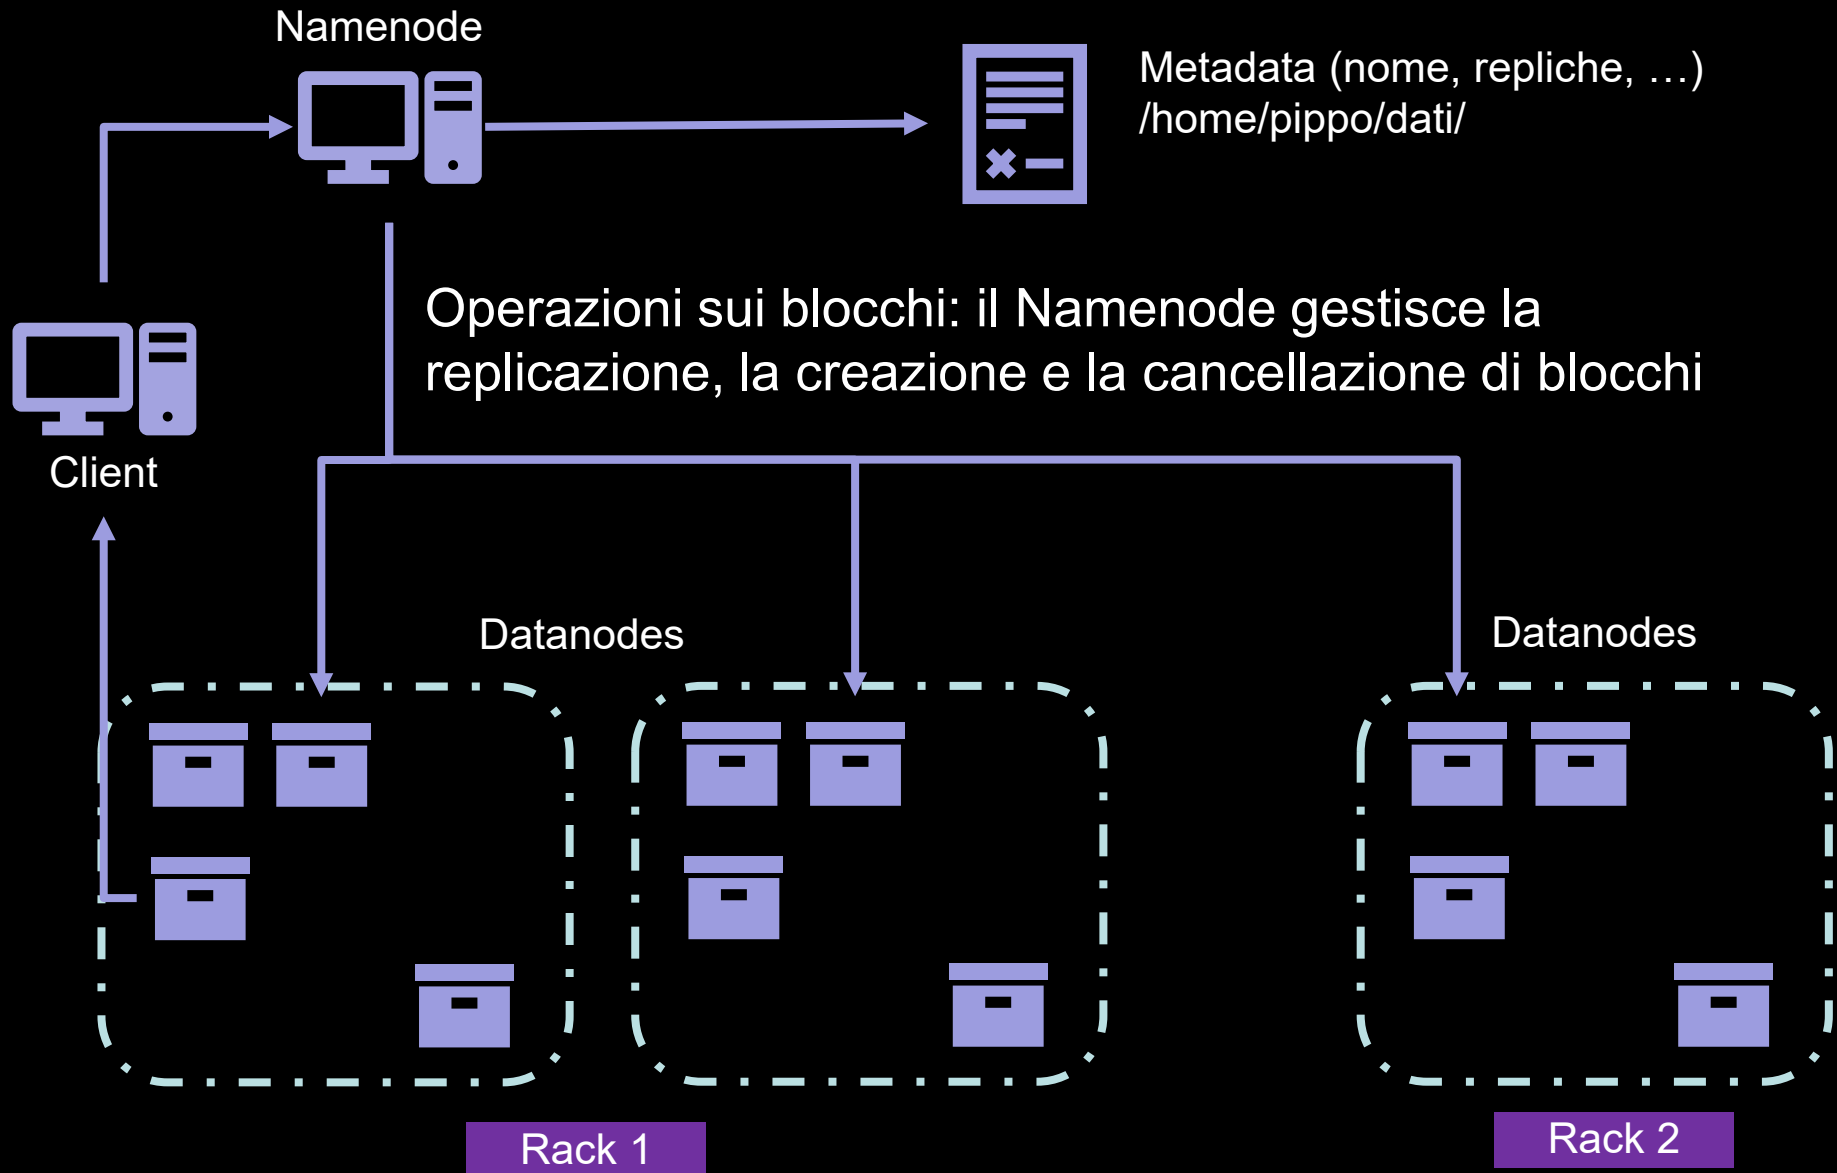 Namenode
Metadata (nome, repliche, …)
/home/pippo/dati/
Operazioni sui blocchi: il Namenode gestisce la
replicazione, la creazione e la cancellazione di blocchi
Client
Datanodes
Datanodes
Rack 1
Rack 2